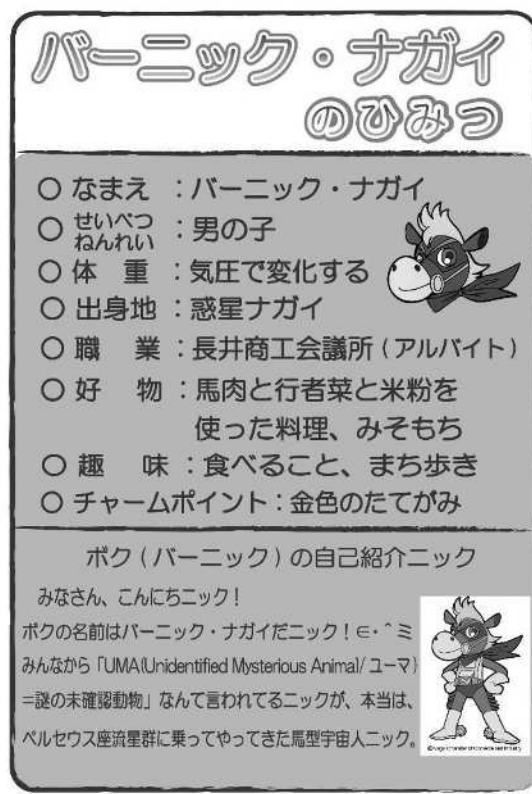 バーニック・ナガイ
のひみつ
○ なまえ ：バーニック・ナガイ
○ せいべつ ねんれい ：男の子
○ 体　重 ：気圧で変化する
○ 出身地 ：惑星ナガイ
○ 職　業 ：長井商工会議所（アルバイト）
○ 好　物 ：馬肉と行者菜と米粉を
使った料理、みそもち
○ 趣　味 ：食べること、まち歩き
○ チャームポイント：金色のたてがみ
ボク（バーニック）の自己紹介ニック
みなさん、こんにちニック！
ボクの名前はバーニック・ナガイだニック！∈・＾ミ
みんなから「UMA(Unidentified Mysterious Animal/ ユーマ)
=謎の未確認動物」なんて言われてるニックが、本当は、
ペルセウス座流星群に乗ってやってきた馬型宇宙人ニック。
©Nagai Chamber of Commerce and Industry